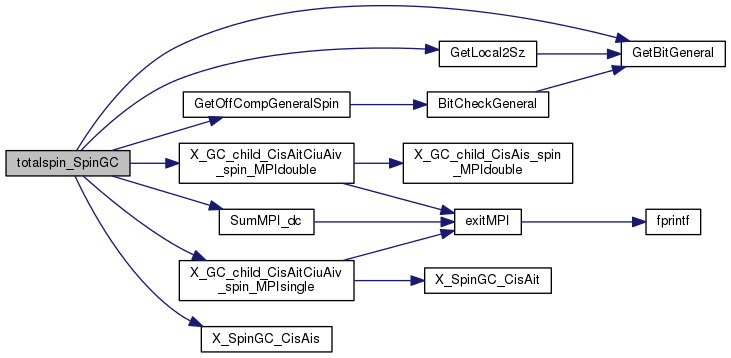 totalspin_SpinGC
GetBitGeneral
GetLocal2Sz
GetOffCompGeneralSpin
BitCheckGeneral
X_GC_child_CisAitCiuAiv
_spin_MPIdouble
X_GC_child_CisAis_spin
_MPIdouble
SumMPI_dc
exitMPI
fprintf
X_GC_child_CisAitCiuAiv
_spin_MPIsingle
X_SpinGC_CisAit
X_SpinGC_CisAis